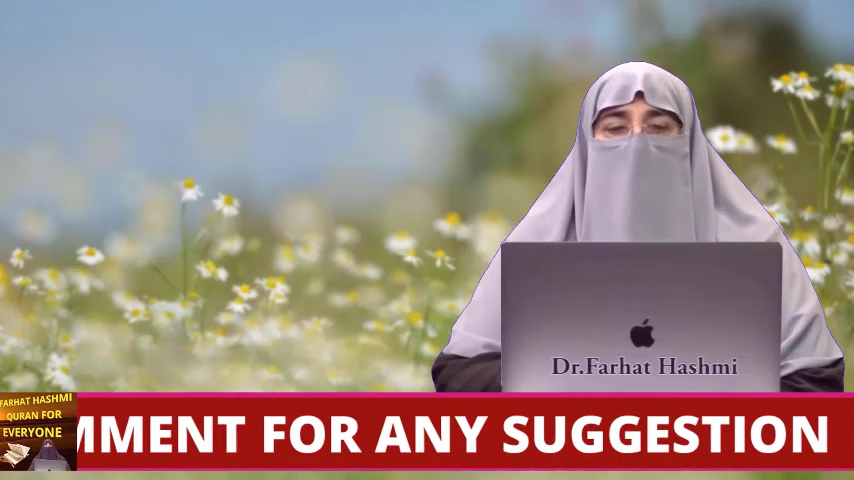 Dr.Farhat Hashmi
FARHAT HASHMI
QURAN FOR
EVERYONE
MMENT FOR ANY SUGGESTION